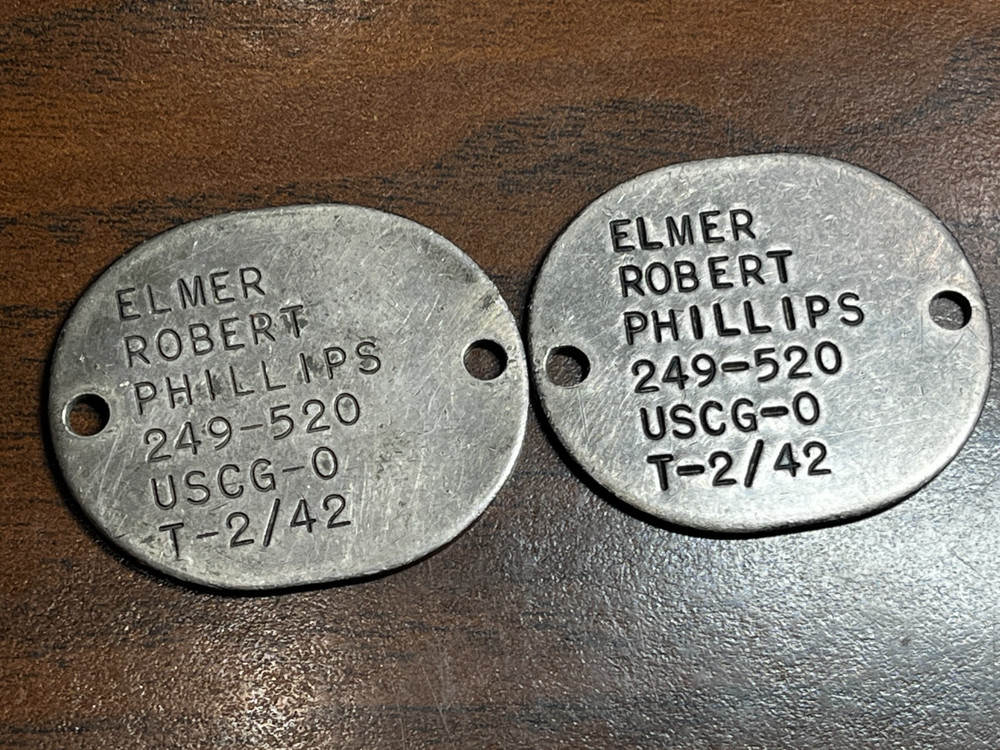 ELMER
ROBERT
PHILLIPS
249-520
USCG-O
T-2/42
ELMER
ROBERT
PHILLIPS
249-520
USCG-O
T-2/42